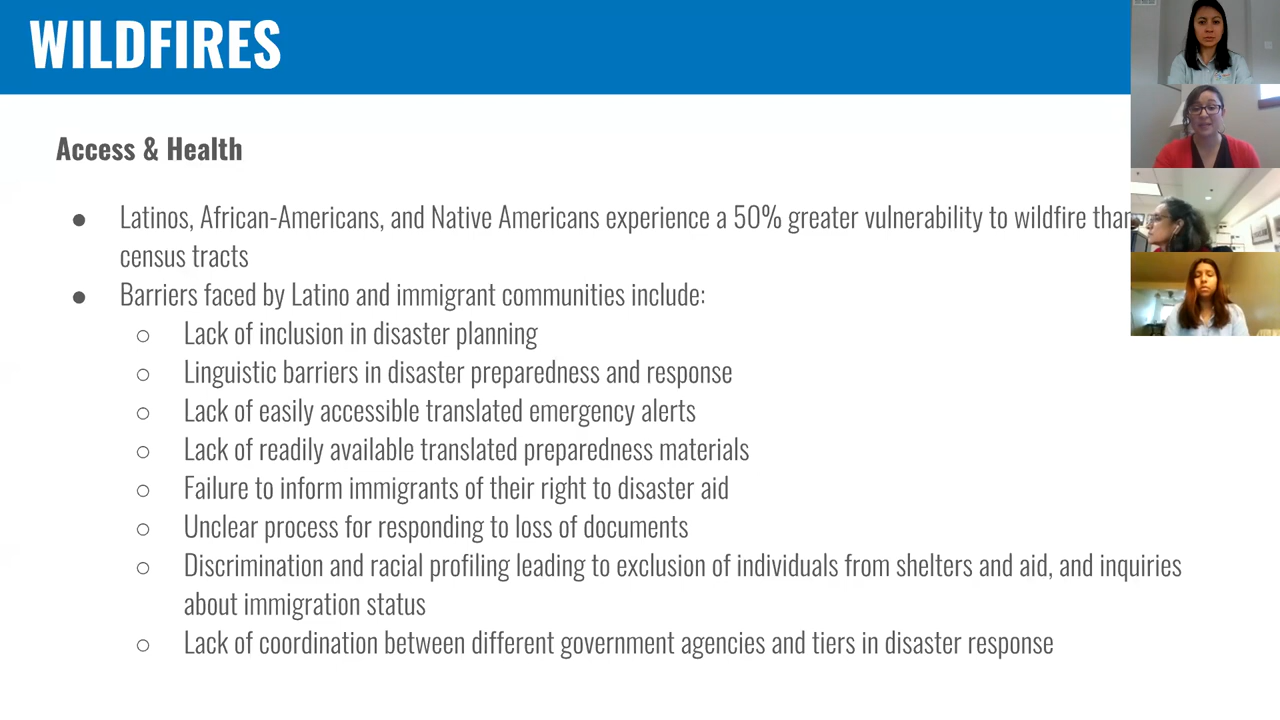 WILDFIRES
Access & Health
● Latinos, African-Americans, and Native Americans experience a 50% greater vulnerability to wildfire than
census tracts
● Barriers faced by Latino and immigrant communities include:
○ Lack of inclusion in disaster planning
○ Linguistic barriers in disaster preparedness and response
○ Lack of easily accessible translated emergency alerts
○ Lack of readily available translated preparedness materials
○ Failure to inform immigrants of their right to disaster aid
○ Unclear process for responding to loss of documents
○ Discrimination and racial profiling leading to exclusion of individuals from shelters and aid, and inquiries
about immigration status
○ Lack of coordination between different government agencies and tiers in disaster response